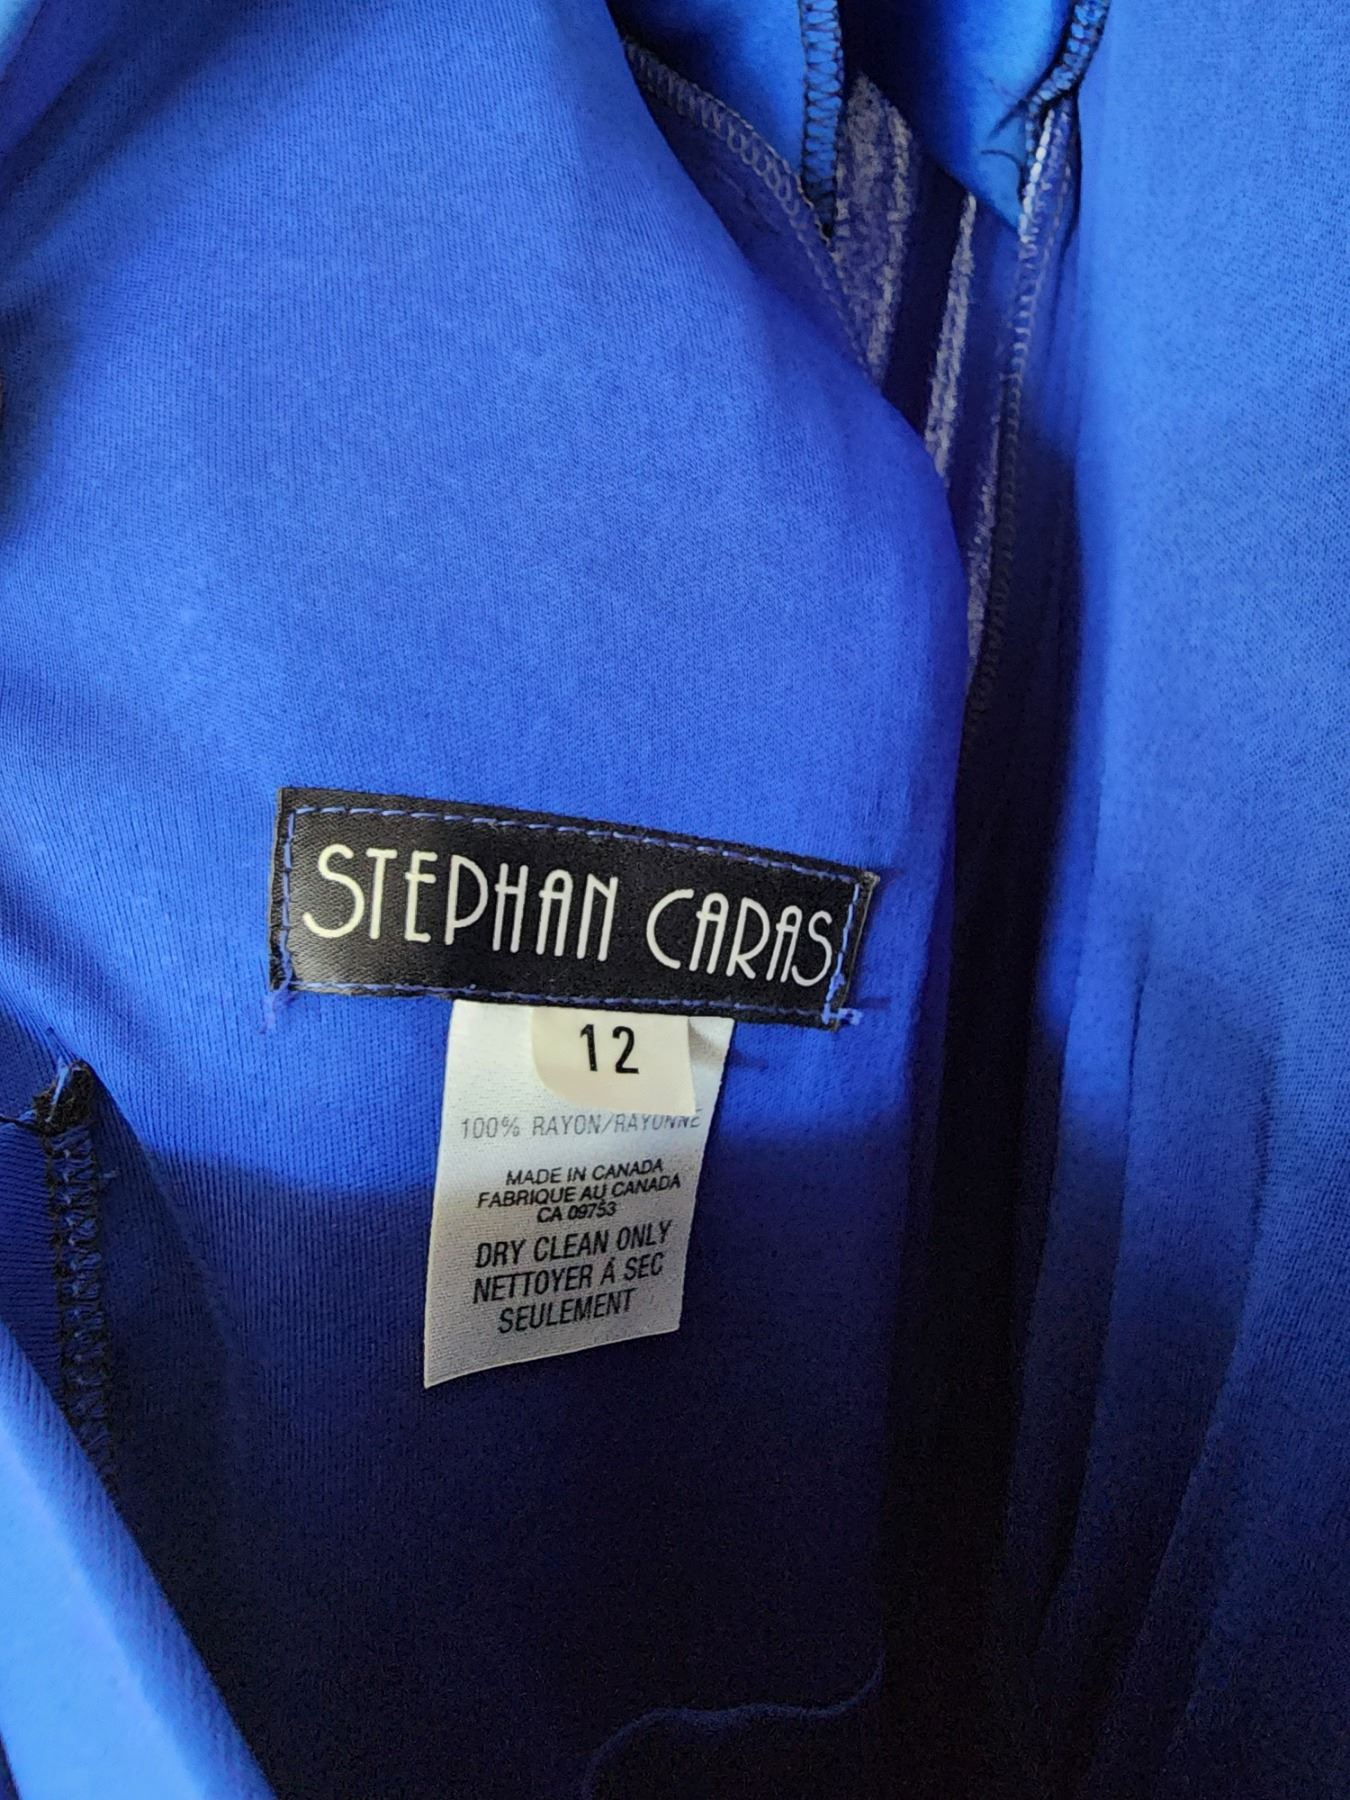 STEPHAN CARAS
12
100% RAYON/RAYONNE
MADE IN CANADA
FABRIQUE AU CANADA
CA 09753
DRY CLEAN ONLY
NETTOYER Á SEC
SEULEMENT